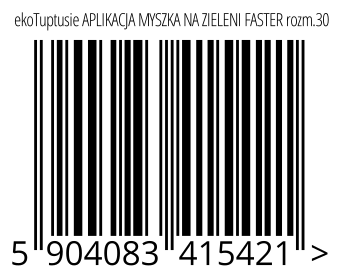 ekoTuptusie APLIKACJA MYSZKA NA ZIELENI FASTER rozm.30
5 904083 415421 >